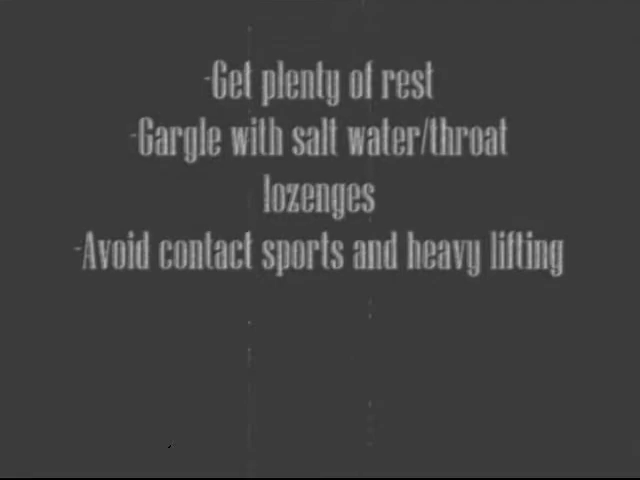 -Get plenty of rest
-Gargle with salt water/throat
lozenges
-Avoid contact sports and heavy lifting